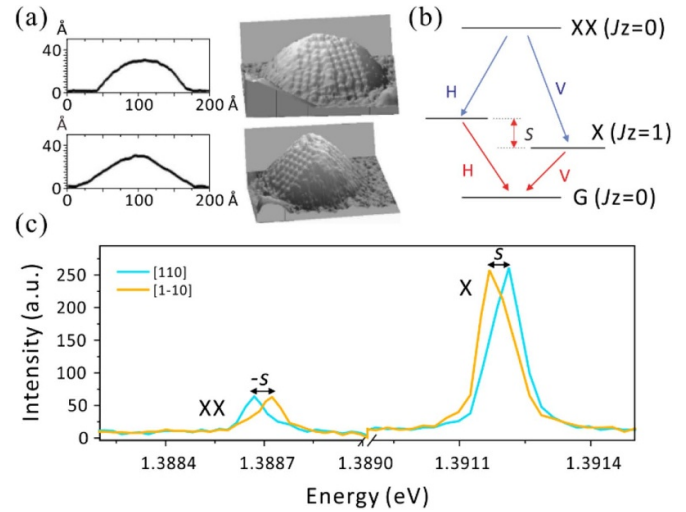 (a)
Å
40
0
0
100
200 Å
Å
40
0
0
100
200 Å
(b)
XX (Jz=0)
H
V
S
X (Jz=1)
H
V
G (Jz=0)
(c)
[110]
[1-10]
XX
-s
X
s
Intensity (a.u.)
250
200
150
100
50
0
1.3884
1.3887
1.3890
1.3911
1.3914
Energy (eV)